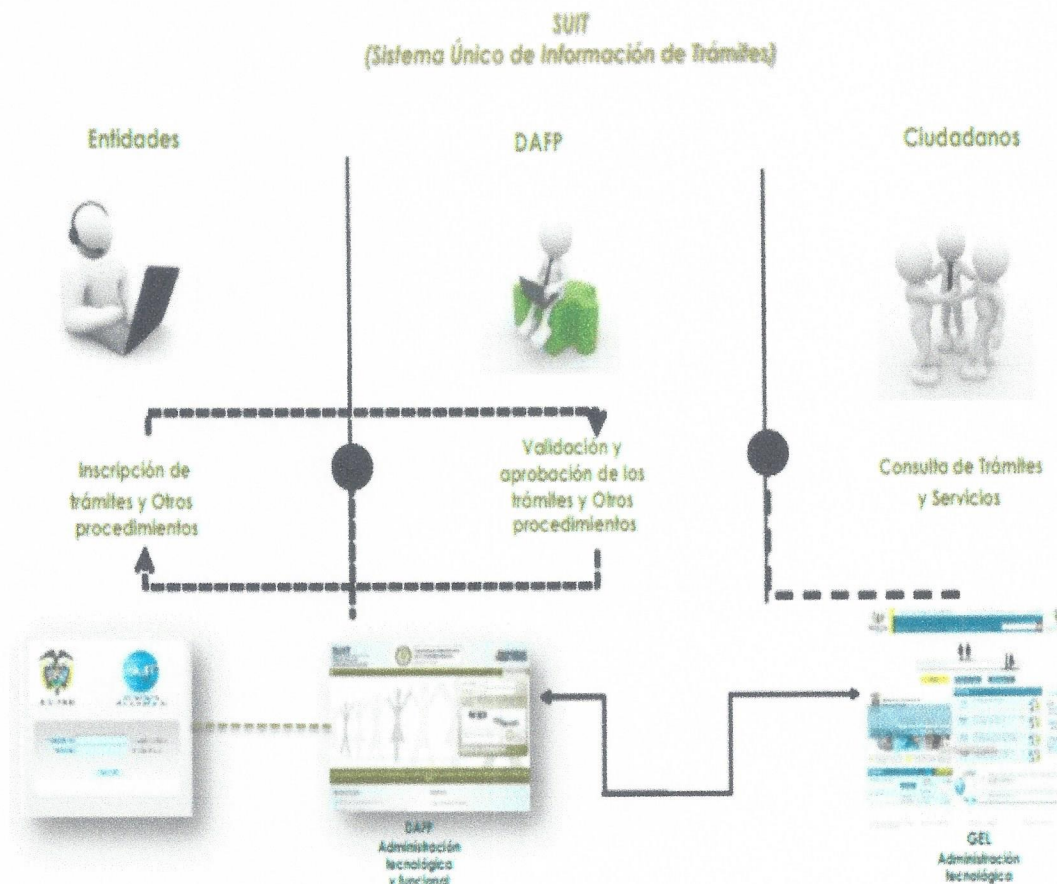 SUIT
(Sistema Único de Información de Trámites)
Entidades
DAFP
Ciudadanos
Inscripción de
trámites y Otros
procedimientos
Validación y
aprobación de los
trámites y Otros
procedimientos
Consulta de Trámites
y Servicios
DAFP
Administración
tecnológica
y funcional
GEL
Administración
tecnológica